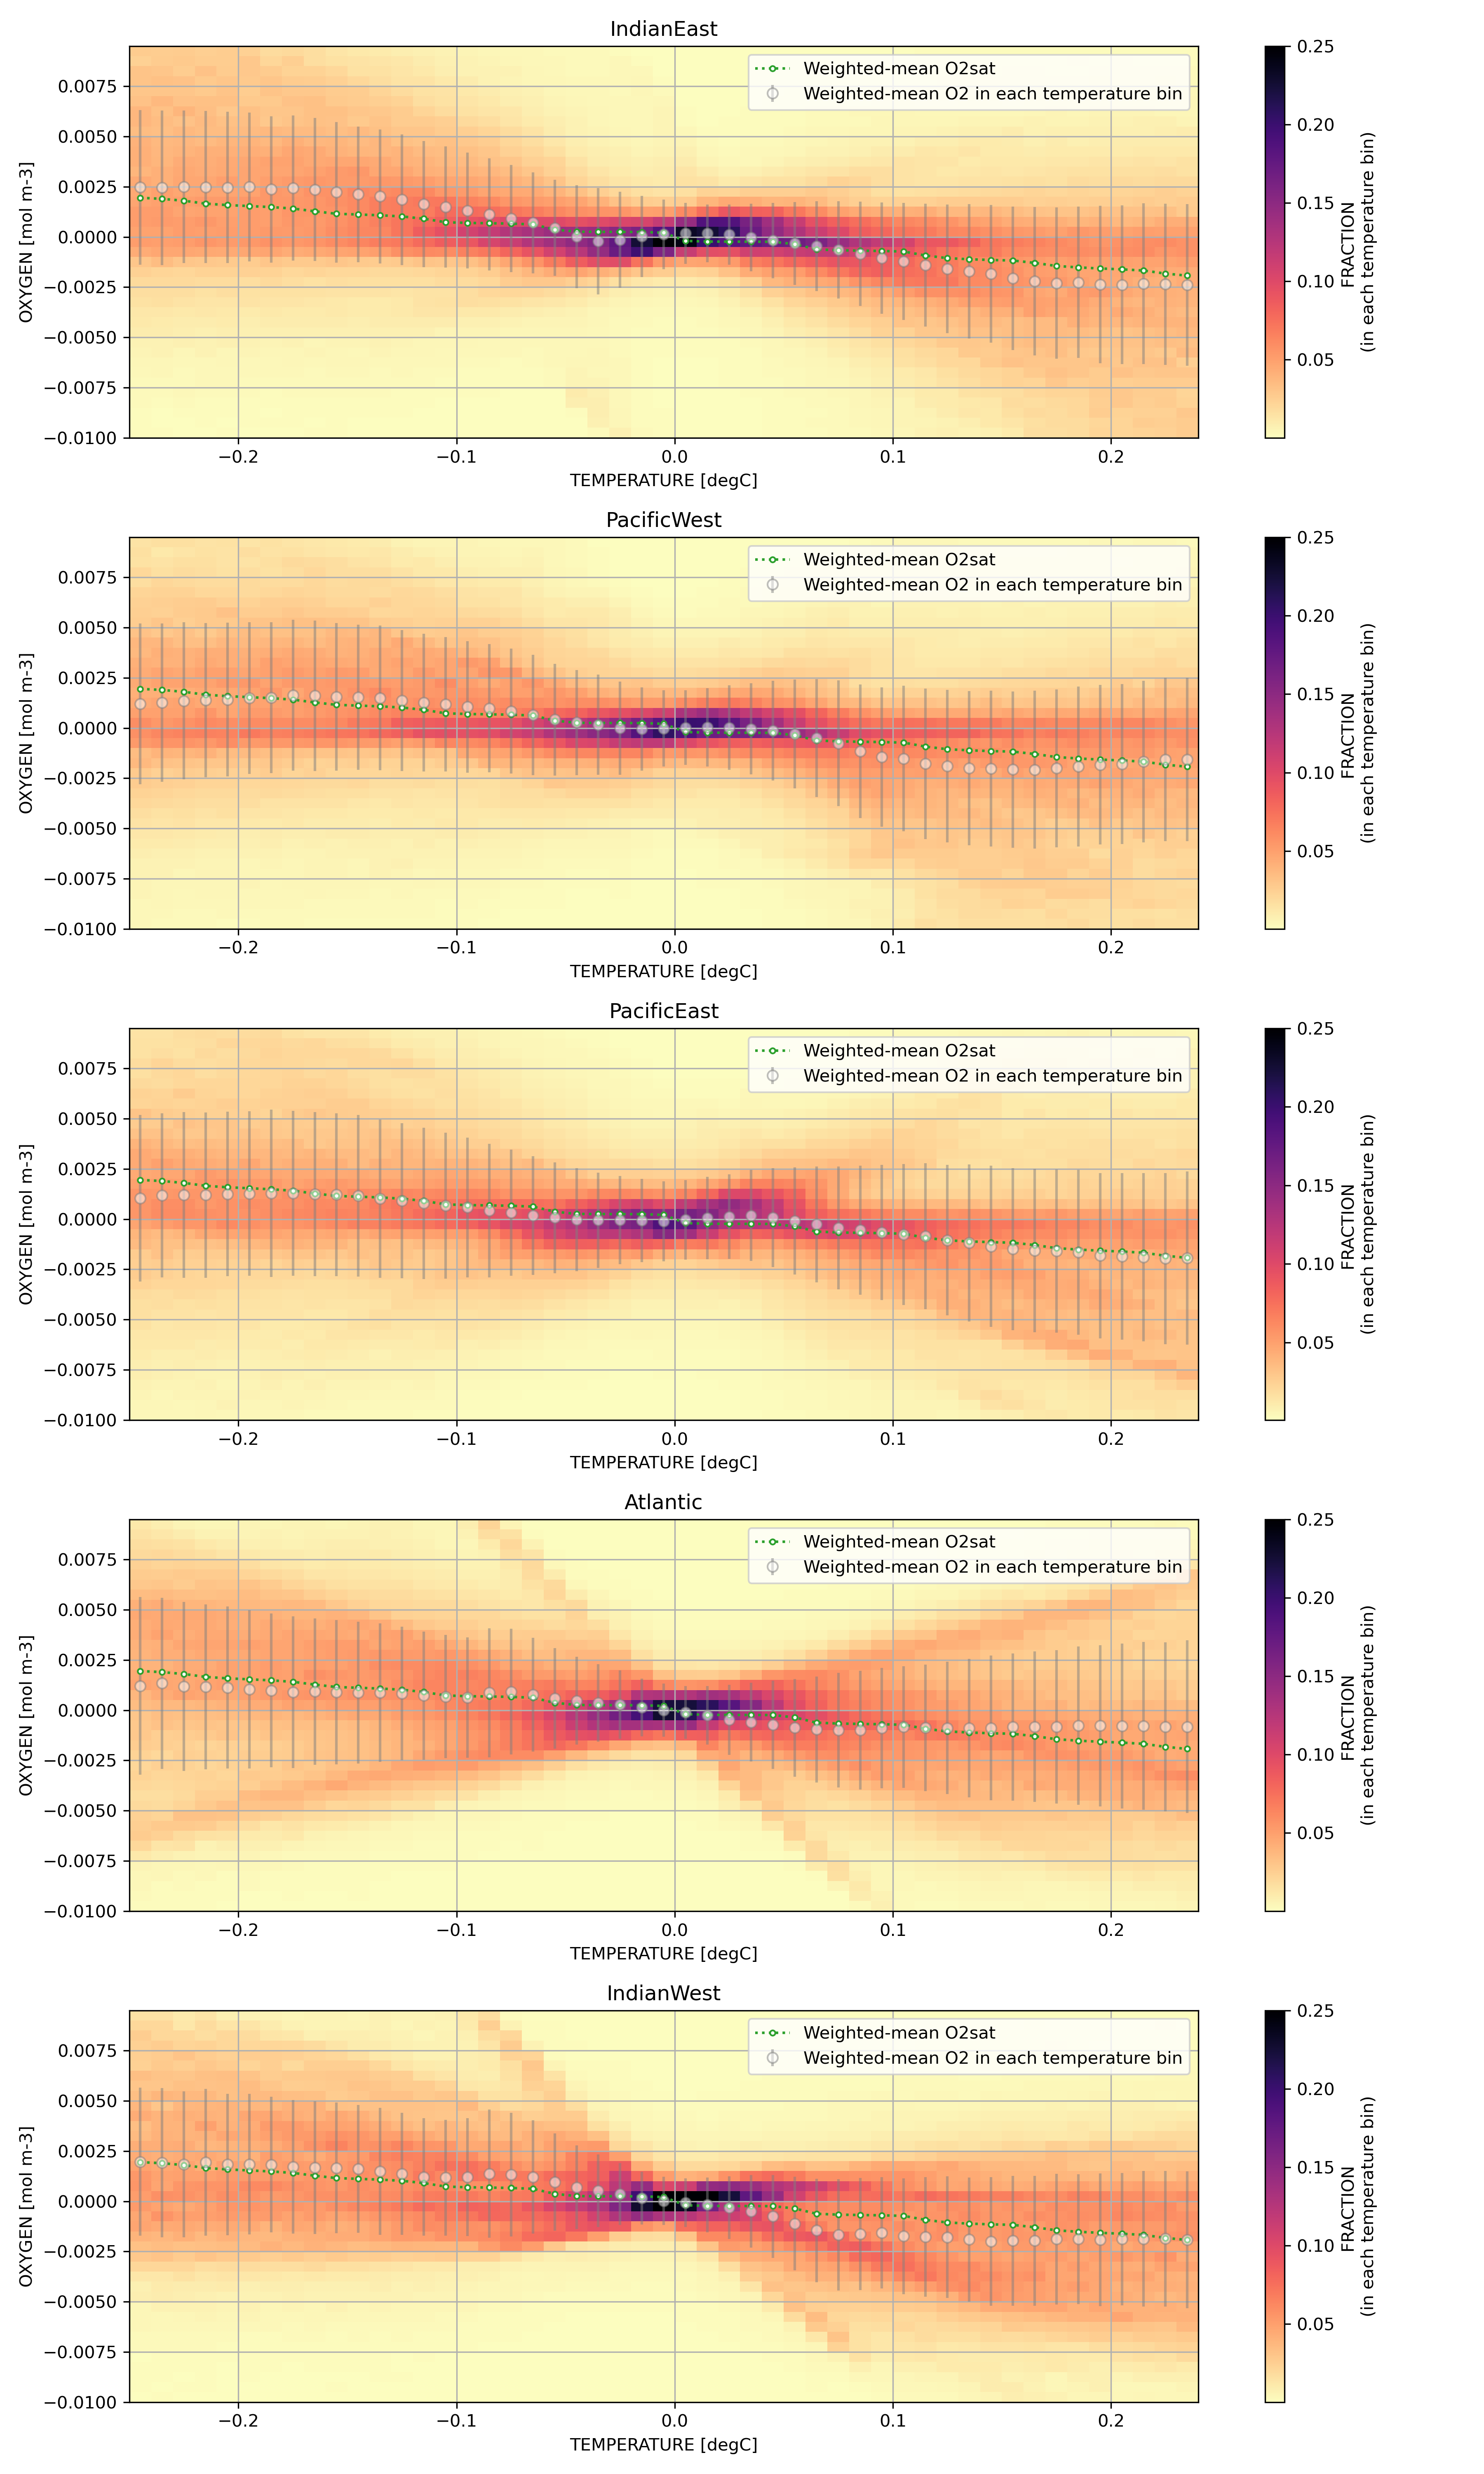 IndianEast
Weighted-mean O2sat
Weighted-mean O2 in each temperature bin
OXYGEN [mol m-3]
0.0075
0.0050
0.0025
0.0000
−0.0025
−0.0050
−0.0075
−0.0100
−0.2
−0.1
0.0
0.1
0.2
TEMPERATURE [degC]
0.25
0.20
0.15
0.10
0.05
FRACTION
(in each temperature bin)
PacificWest
Weighted-mean O2sat
Weighted-mean O2 in each temperature bin
OXYGEN [mol m-3]
0.0075
0.0050
0.0025
0.0000
−0.0025
−0.0050
−0.0075
−0.0100
−0.2
−0.1
0.0
0.1
0.2
TEMPERATURE [degC]
0.25
0.20
0.15
0.10
0.05
FRACTION
(in each temperature bin)
PacificEast
Weighted-mean O2sat
Weighted-mean O2 in each temperature bin
OXYGEN [mol m-3]
0.0075
0.0050
0.0025
0.0000
−0.0025
−0.0050
−0.0075
−0.0100
−0.2
−0.1
0.0
0.1
0.2
TEMPERATURE [degC]
0.25
0.20
0.15
0.10
0.05
FRACTION
(in each temperature bin)
Atlantic
Weighted-mean O2sat
Weighted-mean O2 in each temperature bin
OXYGEN [mol m-3]
0.0075
0.0050
0.0025
0.0000
−0.0025
−0.0050
−0.0075
−0.0100
−0.2
−0.1
0.0
0.1
0.2
TEMPERATURE [degC]
0.25
0.20
0.15
0.10
0.05
FRACTION
(in each temperature bin)
IndianWest
Weighted-mean O2sat
Weighted-mean O2 in each temperature bin
OXYGEN [mol m-3]
0.0075
0.0050
0.0025
0.0000
−0.0025
−0.0050
−0.0075
−0.0100
−0.2
−0.1
0.0
0.1
0.2
TEMPERATURE [degC]
0.25
0.20
0.15
0.10
0.05
FRACTION
(in each temperature bin)